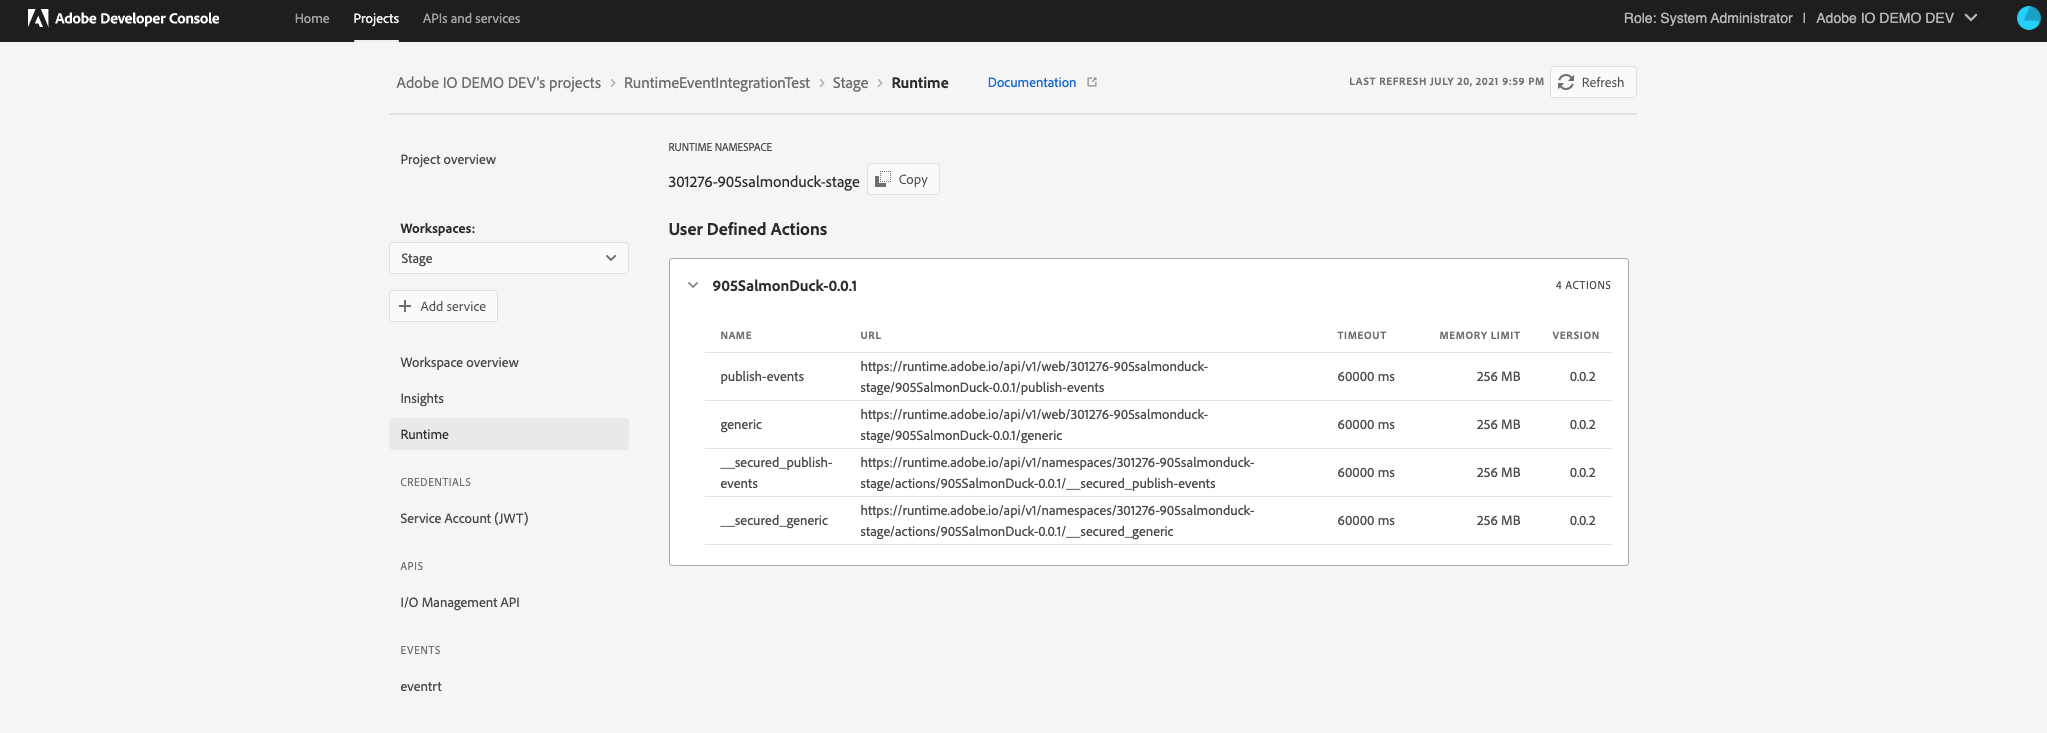 Adobe Developer Console
Home
Projects
APIs and services
Role: System Administrator | Adobe IO DEMO DEV
Adobe IO DEMO DEV's projects > RuntimeEventIntegrationTest > Stage > Runtime
Documentation
LAST REFRESH JULY 20, 2021 9:59 PM
Refresh
Project overview
Workspaces:
Stage
Add service
Workspace overview
Insights
Runtime
CREDENTIALS
Service Account (JWT)
APIS
I/O Management API
EVENTS
eventrt
RUNTIME NAMESPACE
301276-905salmonduck-stage
Copy
User Defined Actions
905SalmonDuck-0.0.1
4 ACTIONS
NAME URL TIMEOUT MEMORY LIMIT VERSION
publish-events
https://runtime.adobe.io/api/v1/web/301276-905salmonduck-
stage/905SalmonDuck-0.0.1/publish-events
60000 ms 256 MB 0.0.2
generic
https://runtime.adobe.io/api/v1/web/301276-905salmonduck-
stage/905SalmonDuck-0.0.1/generic
60000 ms 256 MB 0.0.2
__secured_publish-
events
https://runtime.adobe.io/api/v1/namespaces/301276-905salmonduck-
stage/actions/905SalmonDuck-0.0.1/__secured_publish-events
60000 ms 256 MB 0.0.2
__secured_generic
https://runtime.adobe.io/api/v1/namespaces/301276-905salmonduck-
stage/actions/905SalmonDuck-0.0.1/__secured_generic
60000 ms 256 MB 0.0.2